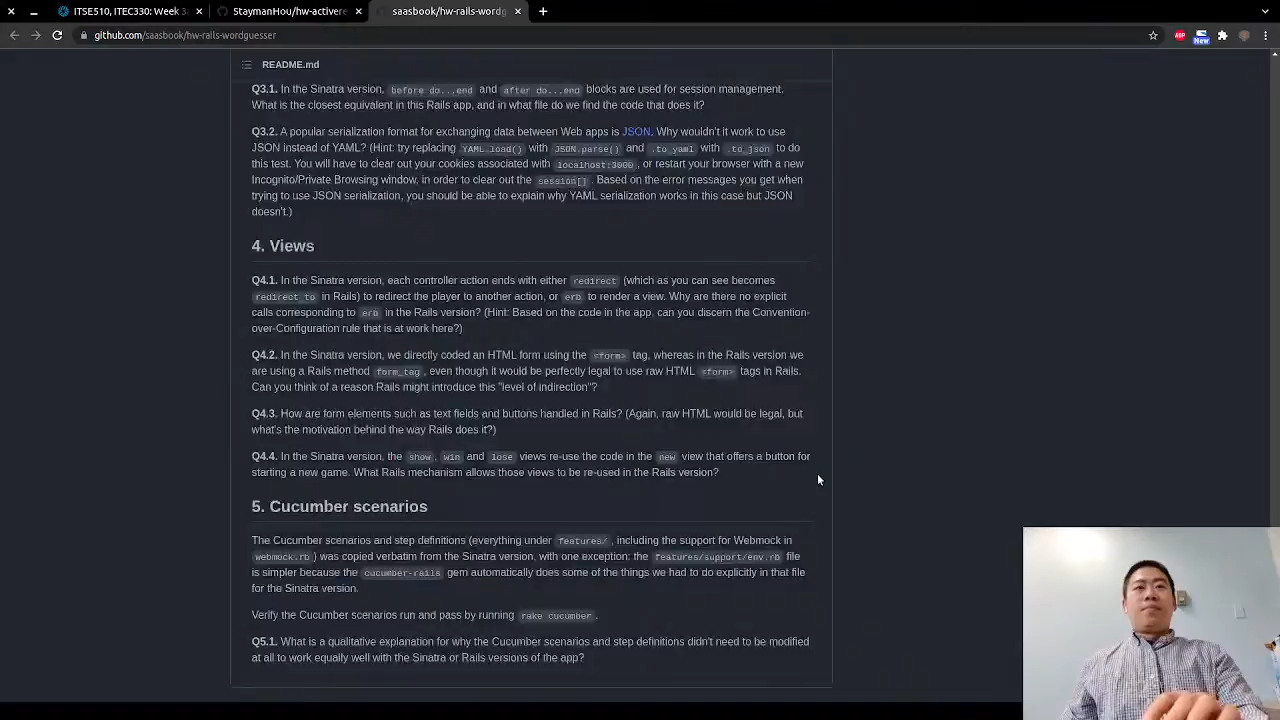 ITSE510, ITEC330: Week 3
StaymanHou/hw-activere
saasbook/hw-rails-wordg
github.com/saasbook/hw-rails-wordguesser
ABP
New
README.md
Q3.1. In the Sinatra version, before do...end and after do...end blocks are used for session management.
What is the closest equivalent in this Rails app, and in what file do we find the code that does it?
Q3.2. A popular serialization format for exchanging data between Web apps is JSON. Why wouldn't it work to use
JSON instead of YAML? (Hint: try replacing YAML.load() with JSON.parse() and .to_yaml with .to_json to do
this test. You will have to clear out your cookies associated with localhost:3000, or restart your browser with a new
Incognito/Private Browsing window, in order to clear out the session[]. Based on the error messages you get when
trying to use JSON serialization, you should be able to explain why YAML serialization works in this case but JSON
doesn't.)
4. Views
Q4.1. In the Sinatra version, each controller action ends with either redirect (which as you can see becomes
redirect_to in Rails) to redirect the player to another action, or erb to render a view. Why are there no explicit
calls corresponding to erb in the Rails version? (Hint: Based on the code in the app, can you discern the Convention-
over-Configuration rule that is at work here?)
Q4.2. In the Sinatra version, we directly coded an HTML form using the <form> tag, whereas in the Rails version we
are using a Rails method form_tag, even though it would be perfectly legal to use raw HTML <form> tags in Rails.
Can you think of a reason Rails might introduce this "level of indirection"?
Q4.3. How are form elements such as text fields and buttons handled in Rails? (Again, raw HTML would be legal, but
what's the motivation behind the way Rails does it?)
Q4.4. In the Sinatra version, the show, win and lose views re-use the code in the new view that offers a button for
starting a new game. What Rails mechanism allows those views to be re-used in the Rails version?
5. Cucumber scenarios
The Cucumber scenarios and step definitions (everything under features/, including the support for Webmock in
webmock.rb) was copied verbatim from the Sinatra version, with one exception: the features/support/env.rb file
is simpler because the cucumber-rails gem automatically does some of the things we had to do explicitly in that file
for the Sinatra version.
Verify the Cucumber scenarios run and pass by running rake cucumber.
Q5.1. What is a qualitative explanation for why the Cucumber scenarios and step definitions didn't need to be modified
at all to work equally well with the Sinatra or Rails versions of the app?